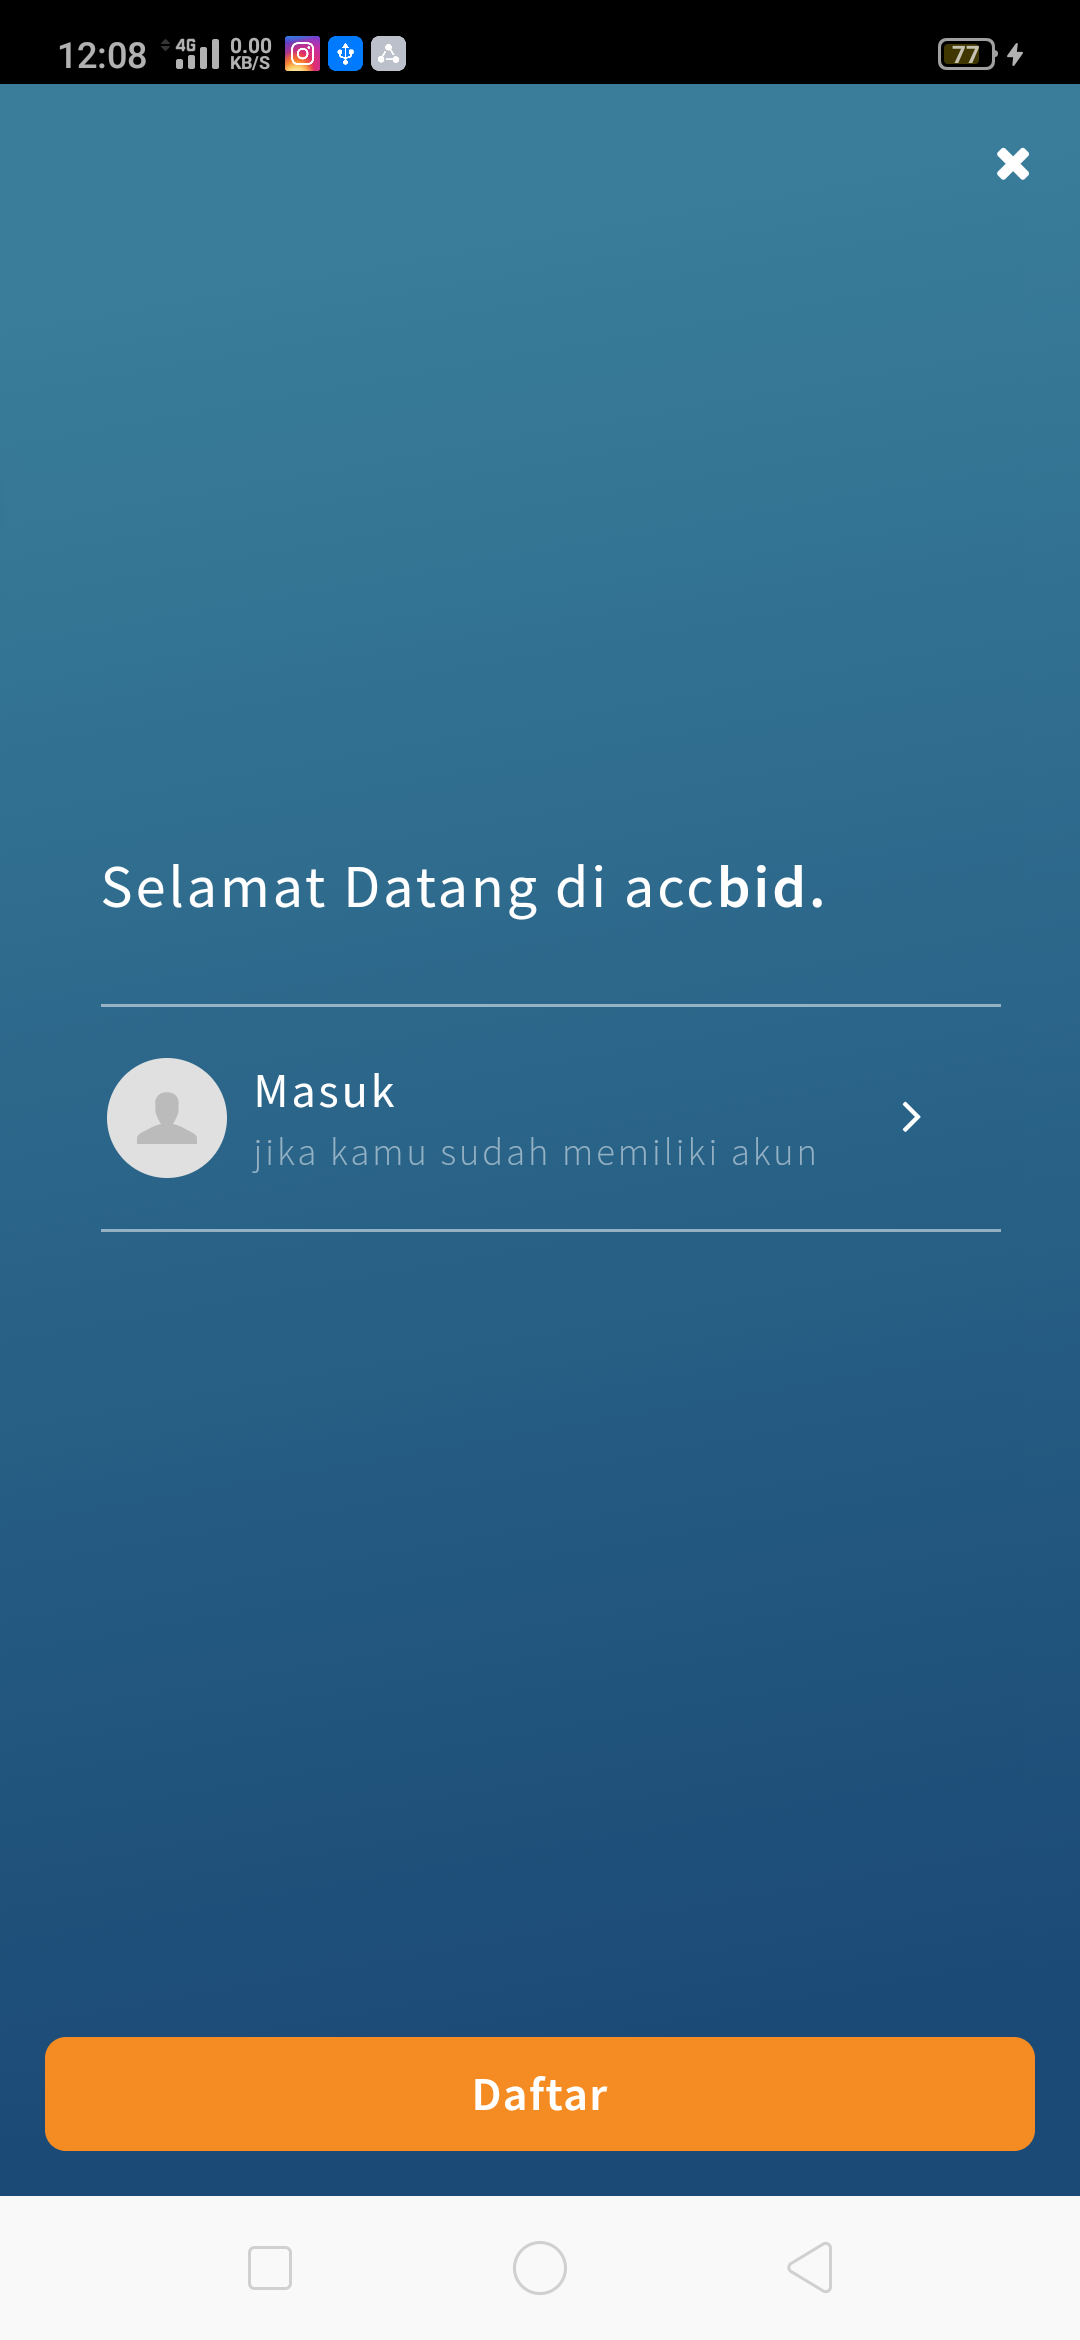 12:08 4G 0.00 KB/S 77
Selamat Datang di accbid.
Masuk
jika kamu sudah memiliki akun
Daftar